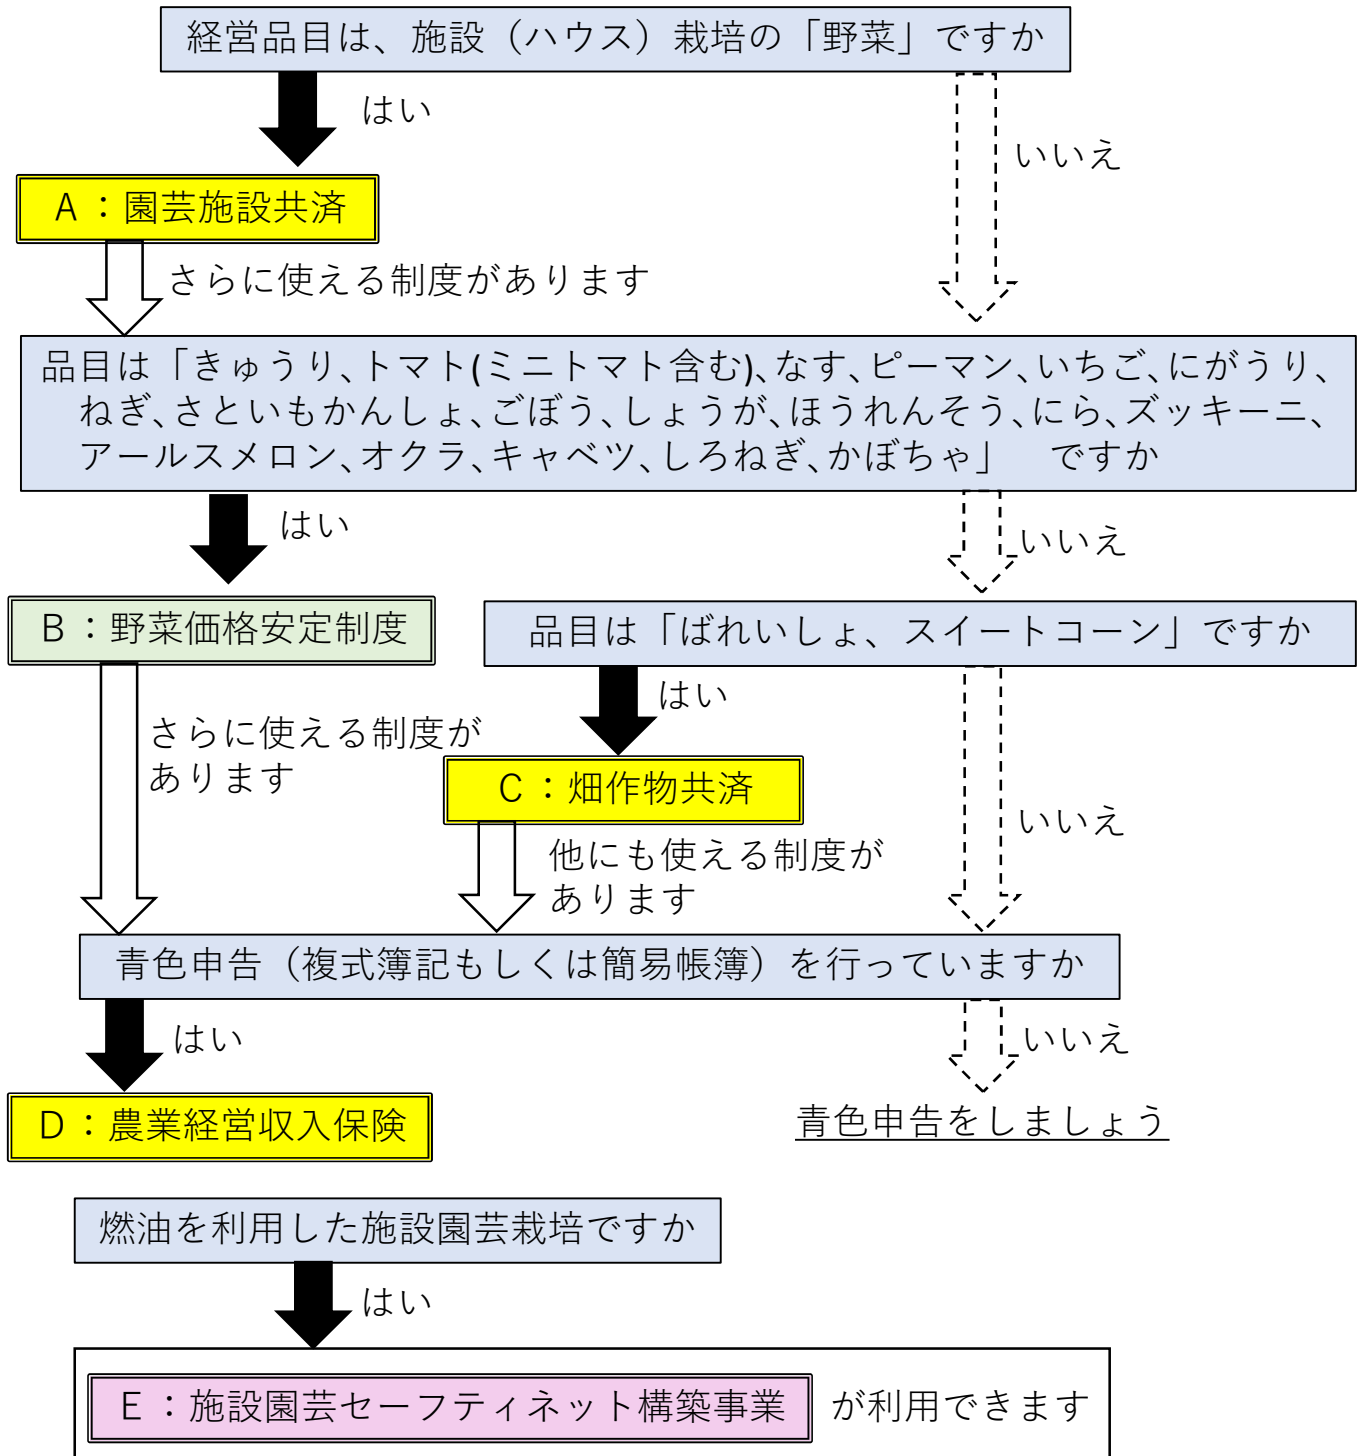 経営品目は、施設（ハウス）栽培の「野菜」ですか
はい
いいえ
A：園芸施設共済
さらに使える制度があります
品目は「きゅうり、トマト(ミニトマト含む)、なす、ピーマン、いちご、にがうり、
ねぎ、さといもかんしょ、ごぼう、しょうが、ほうれんそう、にら、ズッキーニ、
アールスメロン、オクラ、キャベツ、しろねぎ、かぼちゃ」　ですか
はい
いいえ
B：野菜価格安定制度
品目は「ばれいしょ、スイートコーン」ですか
はい
さらに使える制度が
あります
C：畑作物共済
いいえ
他にも使える制度が
あります
青色申告（複式簿記もしくは簡易帳簿）を行っていますか
はい
いいえ
D：農業経営収入保険
青色申告をしましょう
燃油を利用した施設園芸栽培ですか
はい
E：施設園芸セーフティネット構築事業 が利用できます